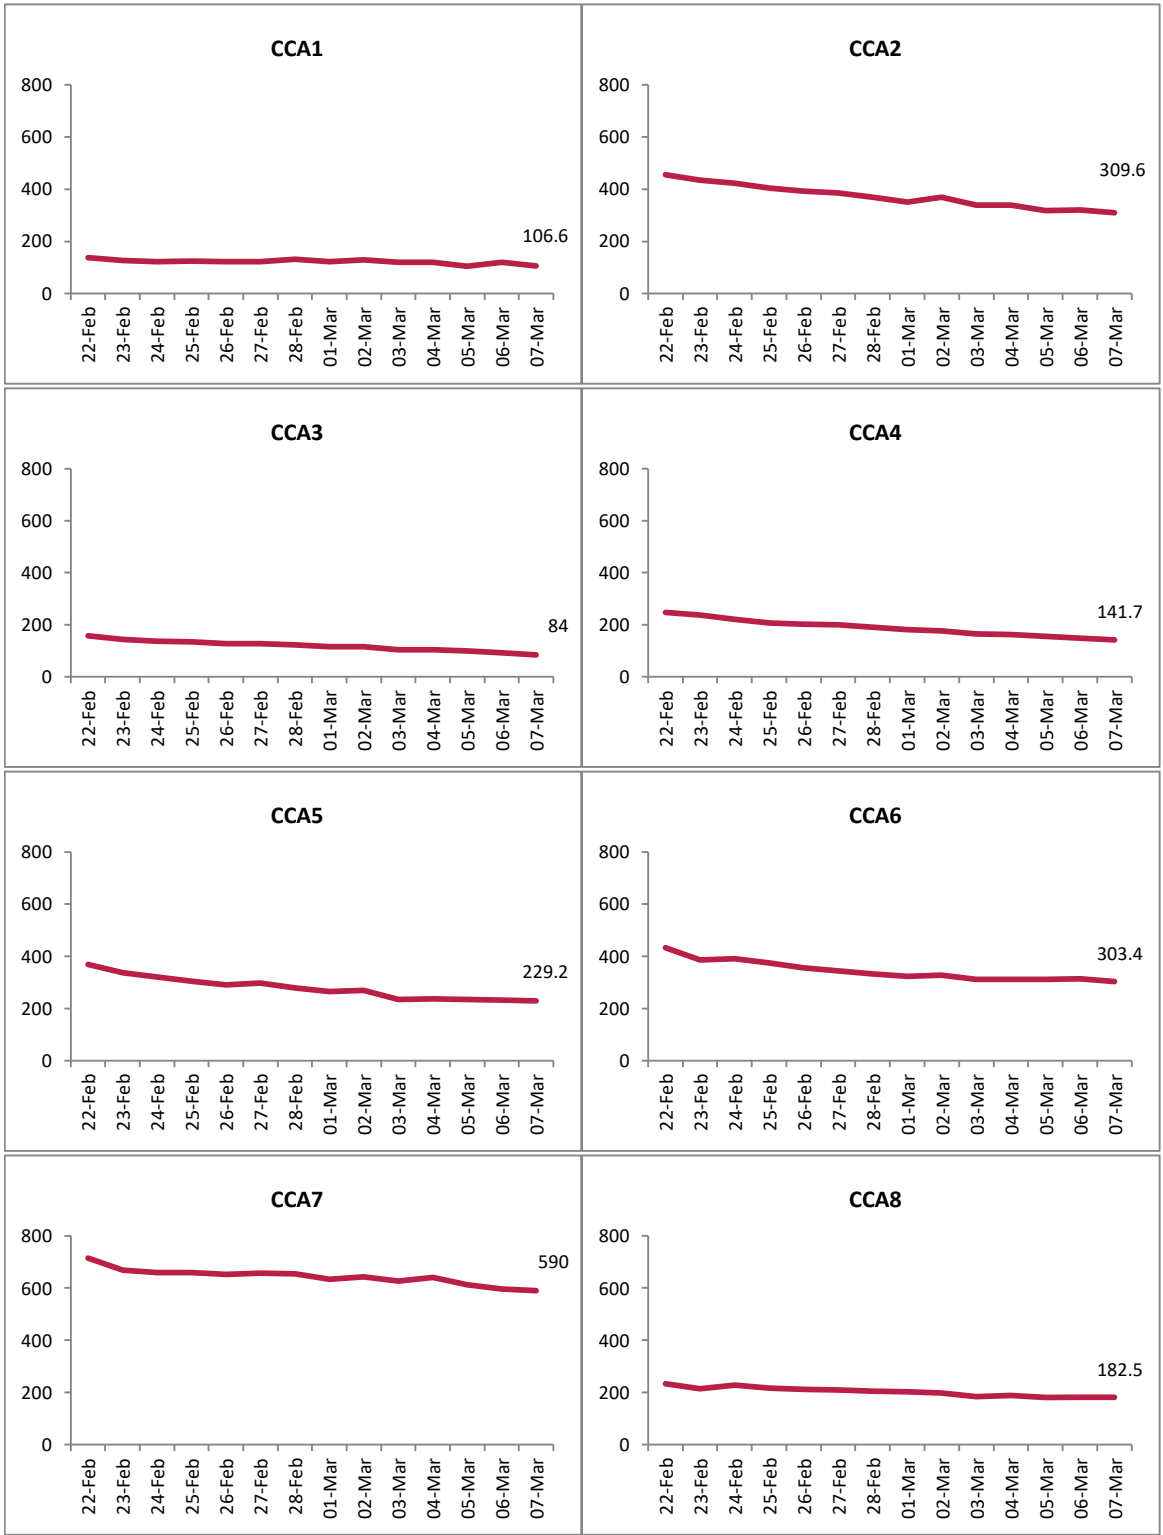 CCA1
800
600
400
200
0
106.6
22-Feb
23-Feb
24-Feb
25-Feb
26-Feb
27-Feb
28-Feb
01-Mar
02-Mar
03-Mar
04-Mar
05-Mar
06-Mar
07-Mar
CCA2
800
600
400
200
0
309.6
22-Feb
23-Feb
24-Feb
25-Feb
26-Feb
27-Feb
28-Feb
01-Mar
02-Mar
03-Mar
04-Mar
05-Mar
06-Mar
07-Mar
CCA3
800
600
400
200
0
84
22-Feb
23-Feb
24-Feb
25-Feb
26-Feb
27-Feb
28-Feb
01-Mar
02-Mar
03-Mar
04-Mar
05-Mar
06-Mar
07-Mar
CCA4
800
600
400
200
0
141.7
22-Feb
23-Feb
24-Feb
25-Feb
26-Feb
27-Feb
28-Feb
01-Mar
02-Mar
03-Mar
04-Mar
05-Mar
06-Mar
07-Mar
CCA5
800
600
400
200
0
229.2
22-Feb
23-Feb
24-Feb
25-Feb
26-Feb
27-Feb
28-Feb
01-Mar
02-Mar
03-Mar
04-Mar
05-Mar
06-Mar
07-Mar
CCA6
800
600
400
200
0
303.4
22-Feb
23-Feb
24-Feb
25-Feb
26-Feb
27-Feb
28-Feb
01-Mar
02-Mar
03-Mar
04-Mar
05-Mar
06-Mar
07-Mar
CCA7
800
600
400
200
0
590
22-Feb
23-Feb
24-Feb
25-Feb
26-Feb
27-Feb
28-Feb
01-Mar
02-Mar
03-Mar
04-Mar
05-Mar
06-Mar
07-Mar
CCA8
800
600
400
200
0
182.5
22-Feb
23-Feb
24-Feb
25-Feb
26-Feb
27-Feb
28-Feb
01-Mar
02-Mar
03-Mar
04-Mar
05-Mar
06-Mar
07-Mar